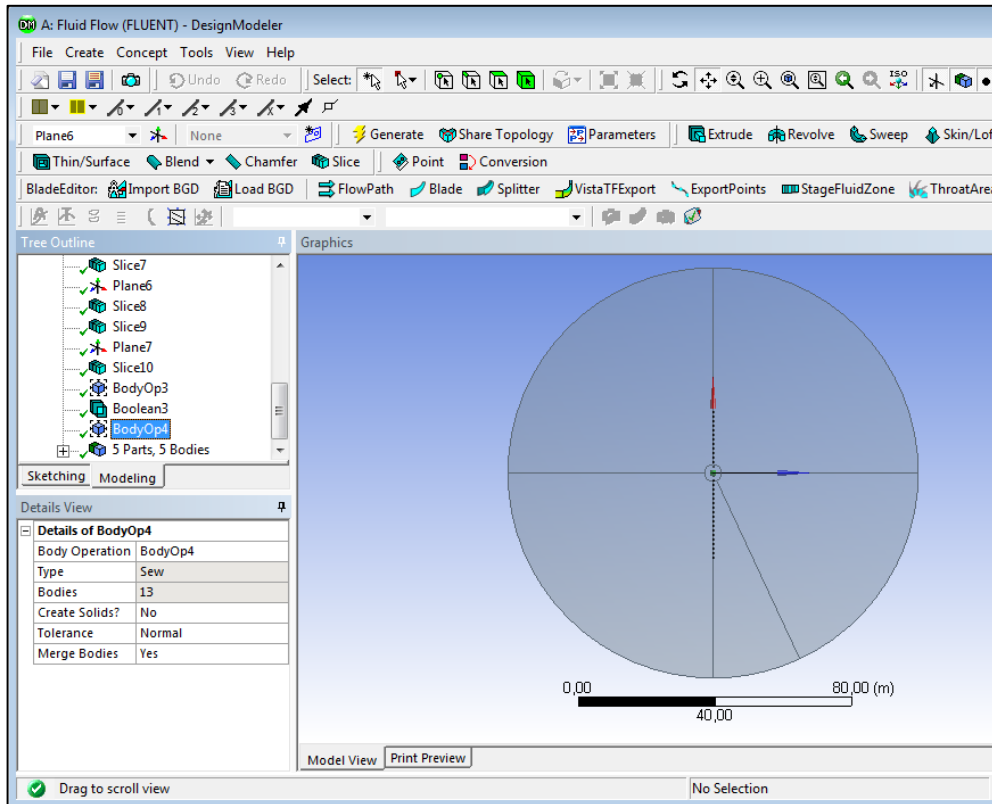 DM A: Fluid Flow (FLUENT) - DesignModeler
File Create Concept Tools View Help
Undo Redo Select: ISO
Plane6 None Generate Share Topology Parameters Extrude Revolve Sweep Skin/Lof
Thin/Surface Blend Chamfer Slice Point Conversion
BladeEditor: Import BGD Load BGD FlowPath Blade Splitter VistaTFExport ExportPoints StageFluidZone ThroatArea
Tree Outline
Graphics
Slice7
Plane6
Slice8
Slice9
Plane7
Slice10
BodyOp3
Boolean3
BodyOp4
5 Parts, 5 Bodies
Sketching Modeling
Details View
Details of BodyOp4
Body Operation BodyOp4
Type Sew
Bodies 13
Create Solids? No
Tolerance Normal
Merge Bodies Yes
0,00 80,00 (m)
40,00
Model View Print Preview
Drag to scroll view No Selection